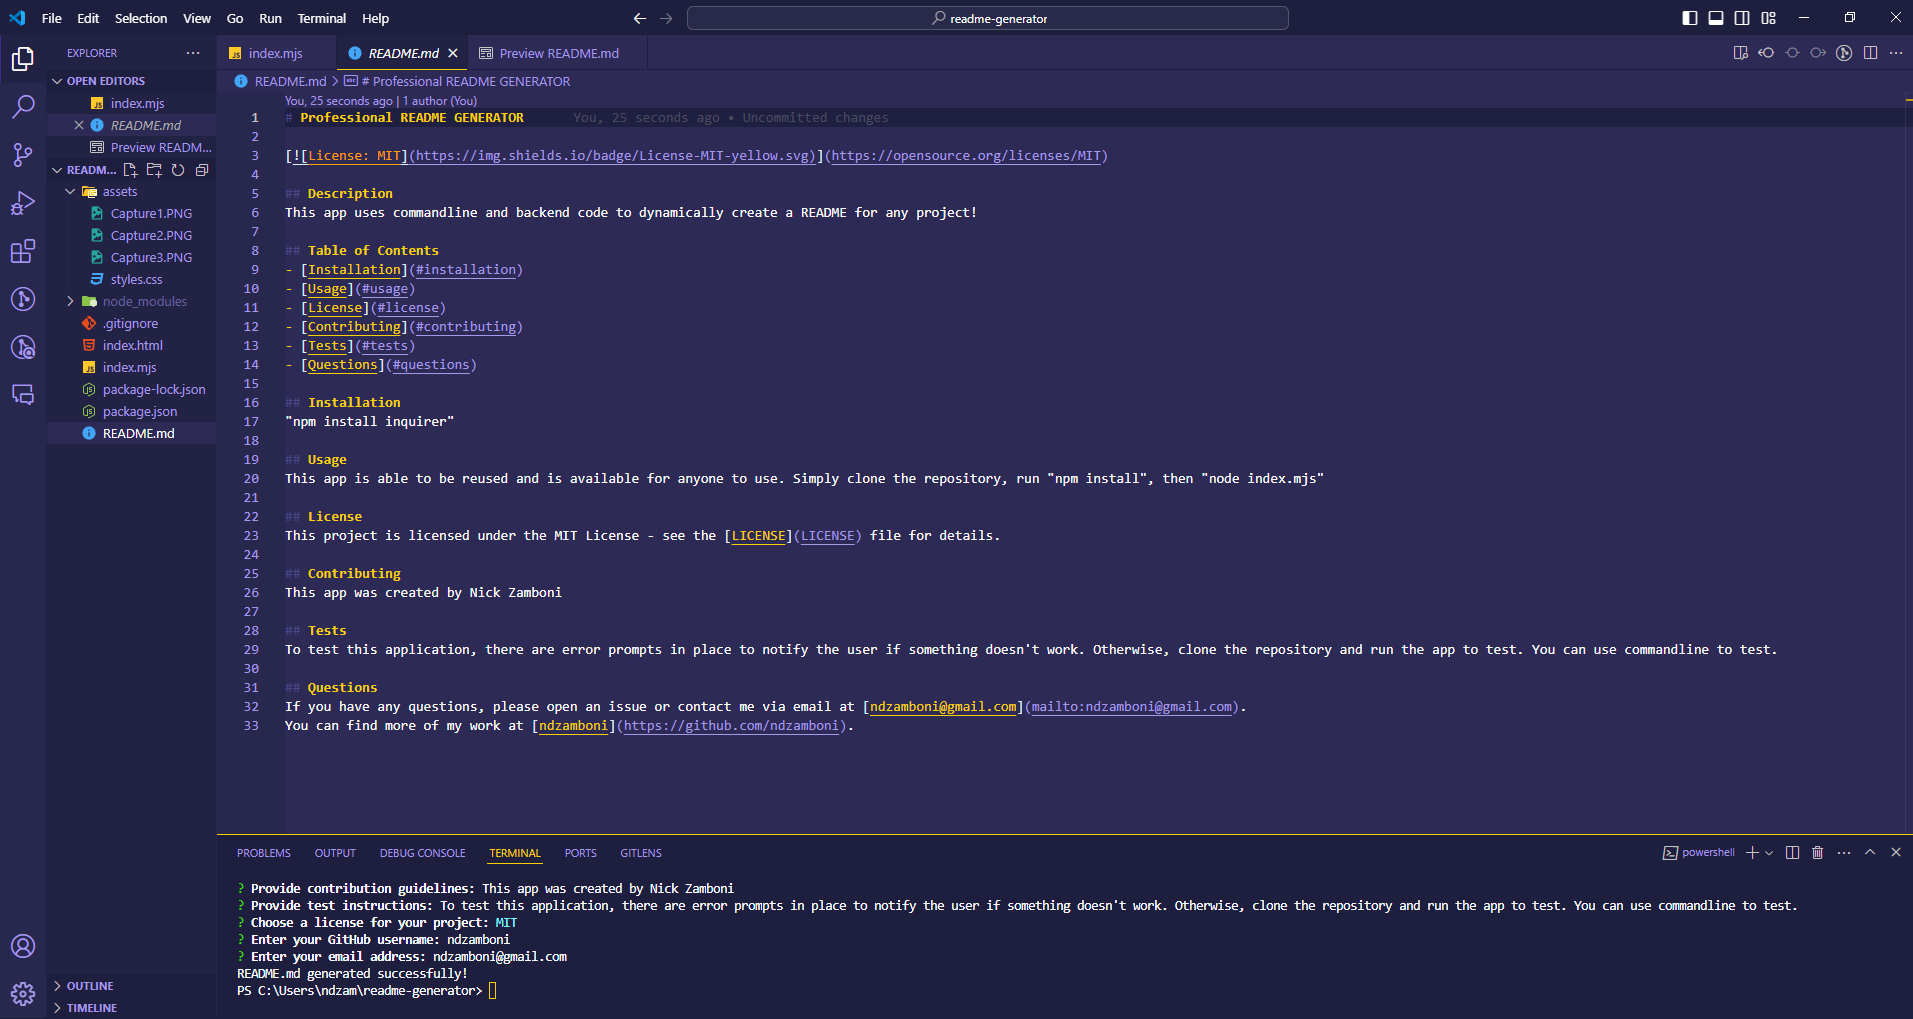 File Edit Selection View Go Run Terminal Help
readme-generator
EXPLORER
index.mjs
README.md
Preview README.md
OPEN EDITORS
index.mjs
README.md
Preview READM...
READM...
assets
Capture1.PNG
Capture2.PNG
Capture3.PNG
styles.css
node_modules
.gitignore
index.html
index.mjs
package-lock.json
package.json
README.md
OUTLINE
TIMELINE
README.md > # Professional README GENERATOR
You, 25 seconds ago | 1 author (You)
1 # Professional README GENERATOR You, 25 seconds ago • Uncommitted changes
2
3 [![License: MIT](https://img.shields.io/badge/License-MIT-yellow.svg)](https://opensource.org/licenses/MIT)
4
5 ## Description
6 This app uses commandline and backend code to dynamically create a README for any project!
7
8 ## Table of Contents
9 - [Installation](#installation)
10 - [Usage](#usage)
11 - [License](#license)
12 - [Contributing](#contributing)
13 - [Tests](#tests)
14 - [Questions](#questions)
15
16 ## Installation
17 "npm install inquirer"
18
19 ## Usage
20 This app is able to be reused and is available for anyone to use. Simply clone the repository, run "npm install", then "node index.mjs"
21
22 ## License
23 This project is licensed under the MIT License - see the [LICENSE](LICENSE) file for details.
24
25 ## Contributing
26 This app was created by Nick Zamboni
27
28 ## Tests
29 To test this application, there are error prompts in place to notify the user if something doesn't work. Otherwise, clone the repository and run the app to test. You can use commandline to test.
30
31 ## Questions
32 If you have any questions, please open an issue or contact me via email at [ndzamboni@gmail.com](mailto:ndzamboni@gmail.com).
33 You can find more of my work at [ndzamboni](https://github.com/ndzamboni).
PROBLEMS OUTPUT DEBUG CONSOLE TERMINAL PORTS GITLENS
powershell
? Provide contribution guidelines: This app was created by Nick Zamboni
? Provide test instructions: To test this application, there are error prompts in place to notify the user if something doesn't work. Otherwise, clone the repository and run the app to test. You can use commandline to test.
? Choose a license for your project: MIT
? Enter your GitHub username: ndzamboni
? Enter your email address: ndzamboni@gmail.com
README.md generated successfully!
PS C:\Users\ndzam\readme-generator>